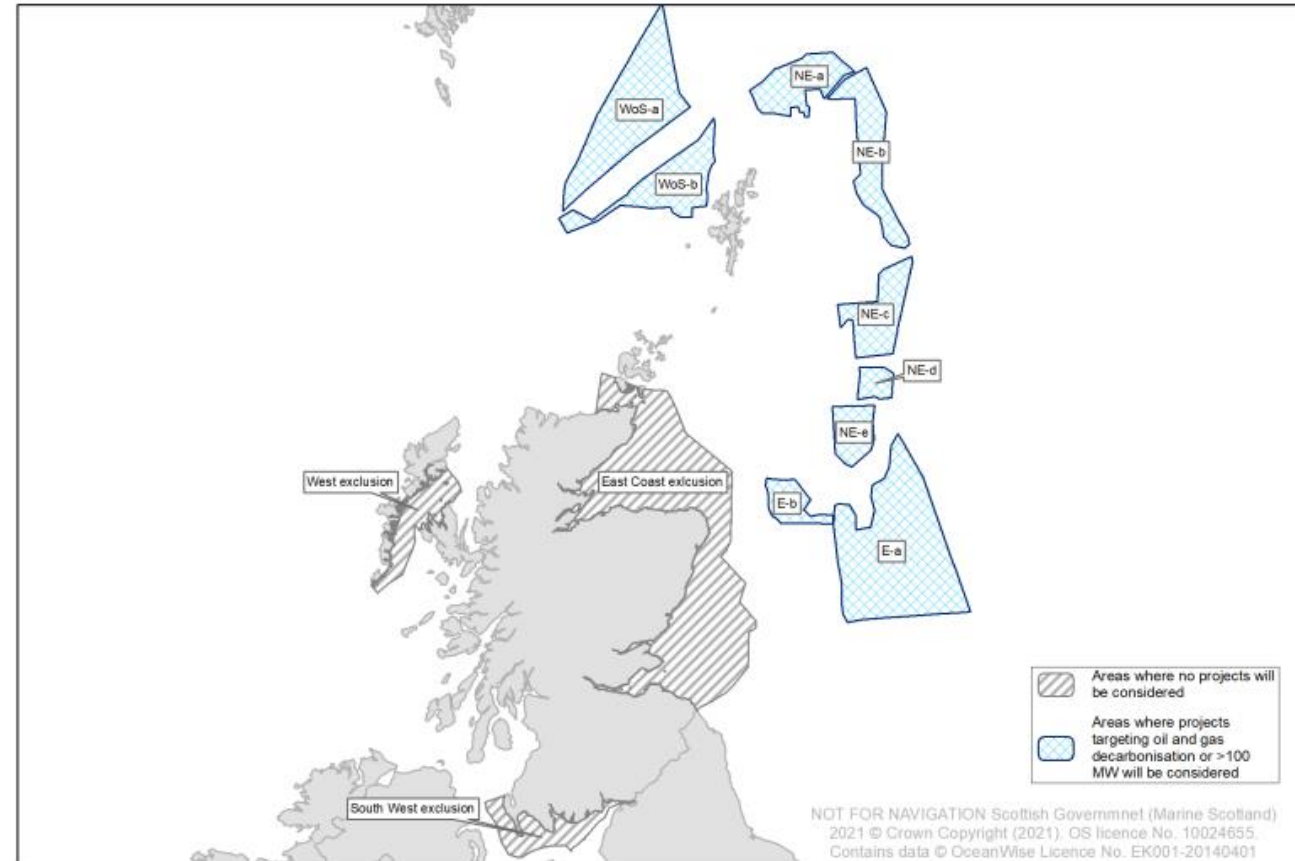 NE-a
WoS-a
NE-b
WoS-b
NE-c
NE-d
NE-e
West exclusion
East Coast exlcusion
E-b
E-a
Areas where no projects will
be considered
Areas where projects
targeting oil and gas
decarbonisation or >100
MW will be considered
South West exclusion
NOT FOR NAVIGATION Scottish Governmnet (Marine Scotland)
2021 © Crown Copyright (2021). OS licence No. 10024655.
Contains data © OceanWise Licence No. EK001-20140401